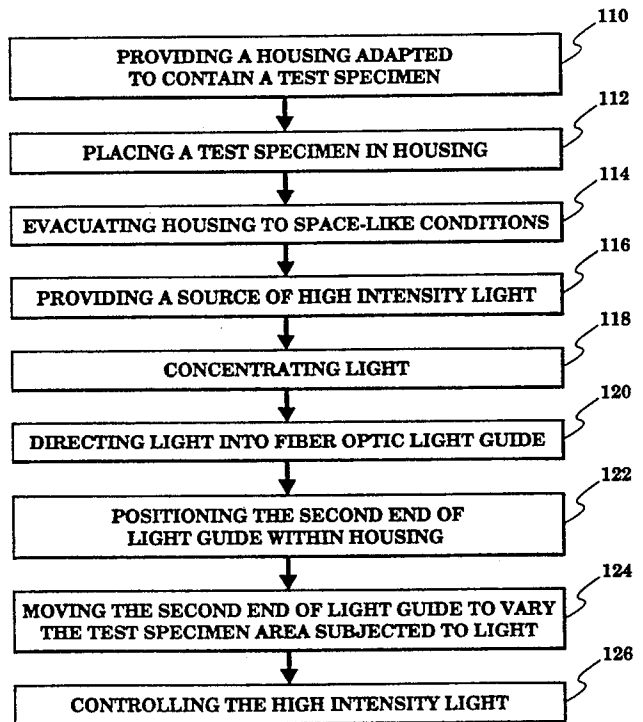 110
PROVIDING A HOUSING ADAPTED
TO CONTAIN A TEST SPECIMEN
112
PLACING A TEST SPECIMEN IN HOUSING
114
EVACUATING HOUSING TO SPACE-LIKE CONDITIONS
116
PROVIDING A SOURCE OF HIGH INTENSITY LIGHT
118
CONCENTRATING LIGHT
120
DIRECTING LIGHT INTO FIBER OPTIC LIGHT GUIDE
122
POSITIONING THE SECOND END OF
LIGHT GUIDE WITHIN HOUSING
124
MOVING THE SECOND END OF LIGHT GUIDE TO VARY
THE TEST SPECIMEN AREA SUBJECTED TO LIGHT
126
CONTROLLING THE HIGH INTENSITY LIGHT